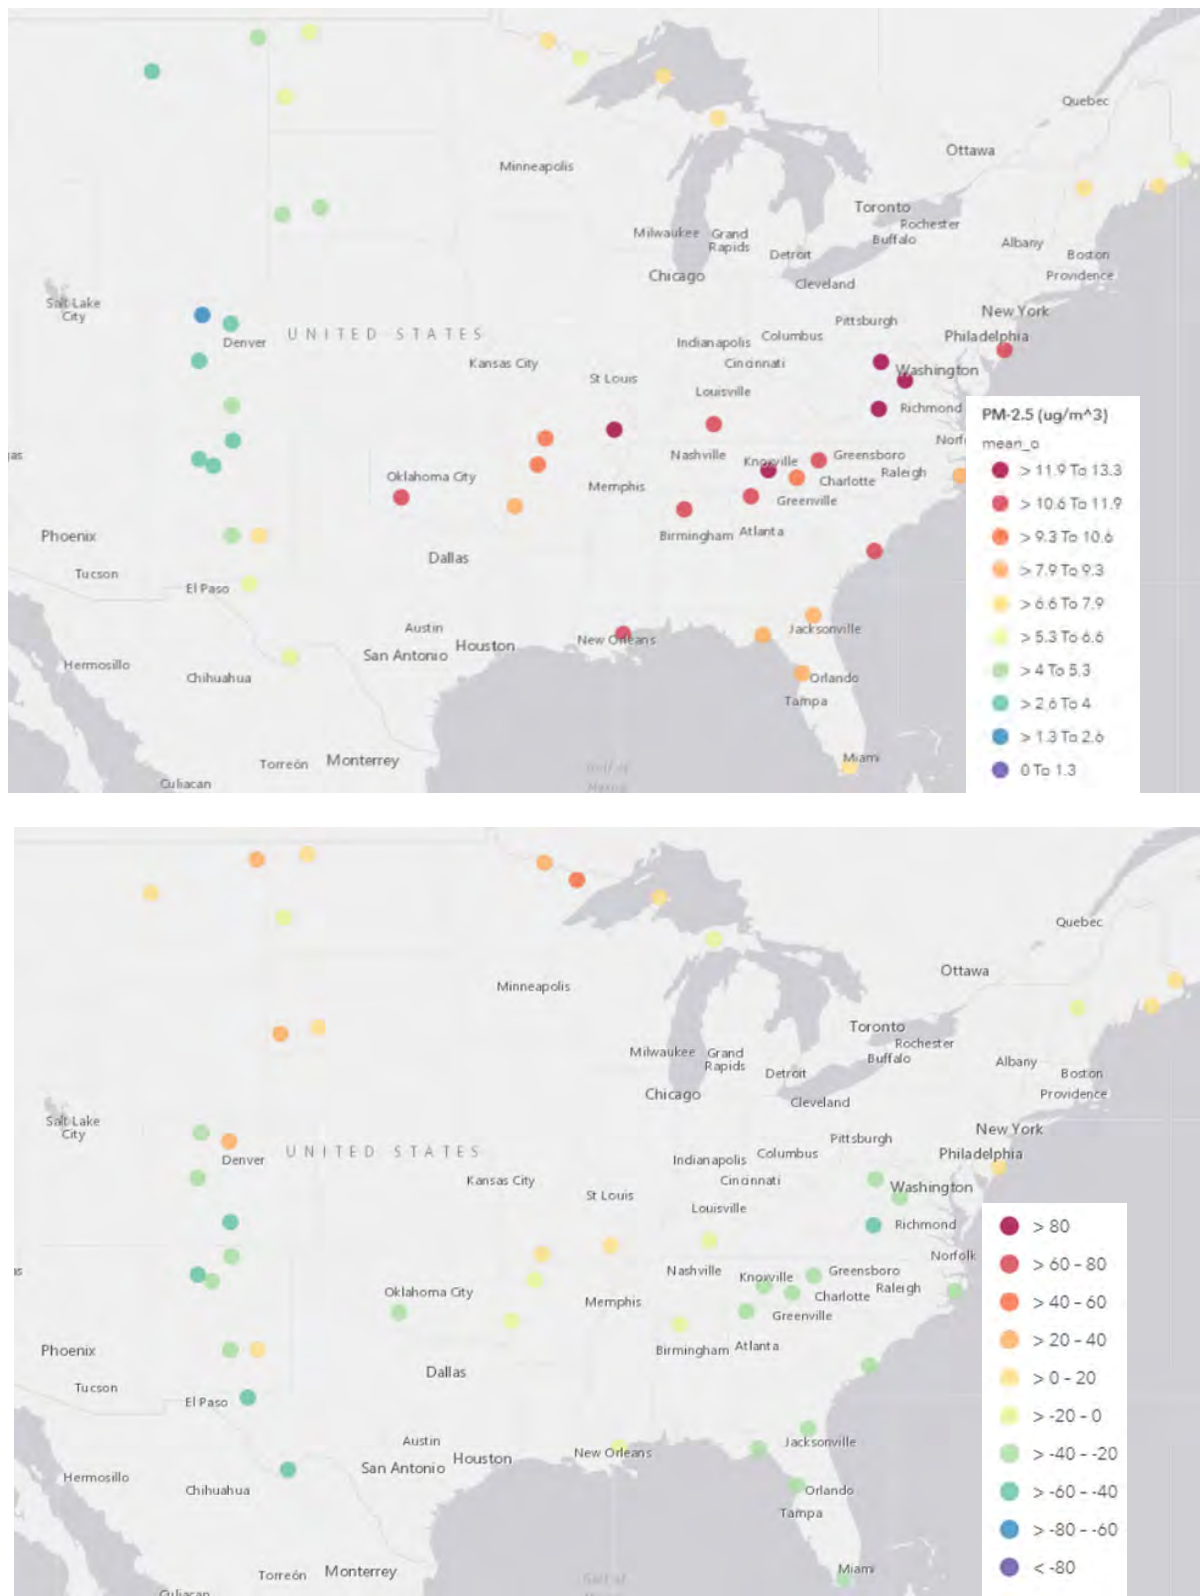 Quebec
Ottawa
Minneapolis
Toronto
Rochester
Milwaukee Grand Rapids
Buffalo
Albany
Detroit
Boston
Chicago
Cleveland
Providence
Salt Lake City
New York
Pittsburgh
UNITED STATES
Denver
Indianapolis
Columbus
Philadelphia
Kansas City
Cincinnati
Washington
St Louis
Louisville
Richmond
PM-2.5 (ug/m^3)
Norf
mean_o
as
Nashville
Knoxville
Greensboro
Raleigh
> 11.9 To 13.3
Oklahoma City
Memphis
Charlotte
Greenville
> 10.6 To 11.9
Phoenix
Birmingham
Atlanta
> 9.3 To 10.6
Dallas
Tucson
> 7.9 To 9.3
El Paso
> 6.6 To 7.9
Austin
Jacksonville
> 5.3 To 6.6
Houston
New Orleans
San Antonio
Hermosillo
Chihuahua
Orlando
> 4 To 5.3
Tampa
> 2.6 To 4
Torreón
Monterrey
Miami
> 1.3 To 2.6
Gulf of
Culiacan
0 To 1.3
Quebec
Ottawa
Minneapolis
Toronto
Rochester
Milwaukee Grand Rapids
Buffalo
Albany
Detroit
Boston
Chicago
Cleveland
Providence
Salt Lake City
New York
Pittsburgh
UNITED STATES
Denver
Indianapolis
Columbus
Philadelphia
Kansas City
Cincinnati
Washington
St Louis
Louisville
Richmond
> 80
Norfolk
> 60 - 80
s
Nashville
Knoxville
Greensboro
Raleigh
Oklahoma City
Memphis
Charlotte
> 40 - 60
Greenville
Phoenix
Birmingham
Atlanta
> 20 - 40
Dallas
Tucson
> 0 - 20
El Paso
> -20 - 0
Austin
Jacksonville
Houston
New Orleans
> -40 - -20
San Antonio
Hermosillo
Chihuahua
Orlando
> -60 - -40
Tampa
> -80 - -60
Torreón
Monterrey
Miami
< -80
Gulf of
Culiacan